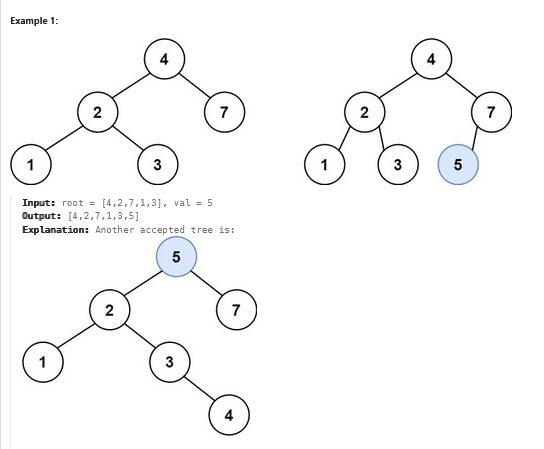 Example 1:
4 4
2 7 2 7
1 3 1 3 5
Input: root = [4,2,7,1,3], val = 5
Output: [4,2,7,1,3,5]
Explanation: Another accepted tree is:
5
2 7
1 3
4